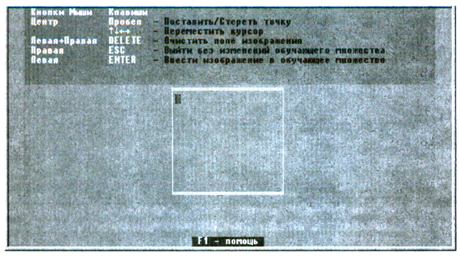 Кнопки Мыши Клавиши
Центр Пробел - Поставить/Стереть точку
↑↓←→ - Переместить курсор
Левая+Правая DELETE - Очистить поле изображения
Правая ESC - Выйти без изменений обучающего множества
Левая ENTER - Ввести изображение в обучающее множество
F1 - помощь